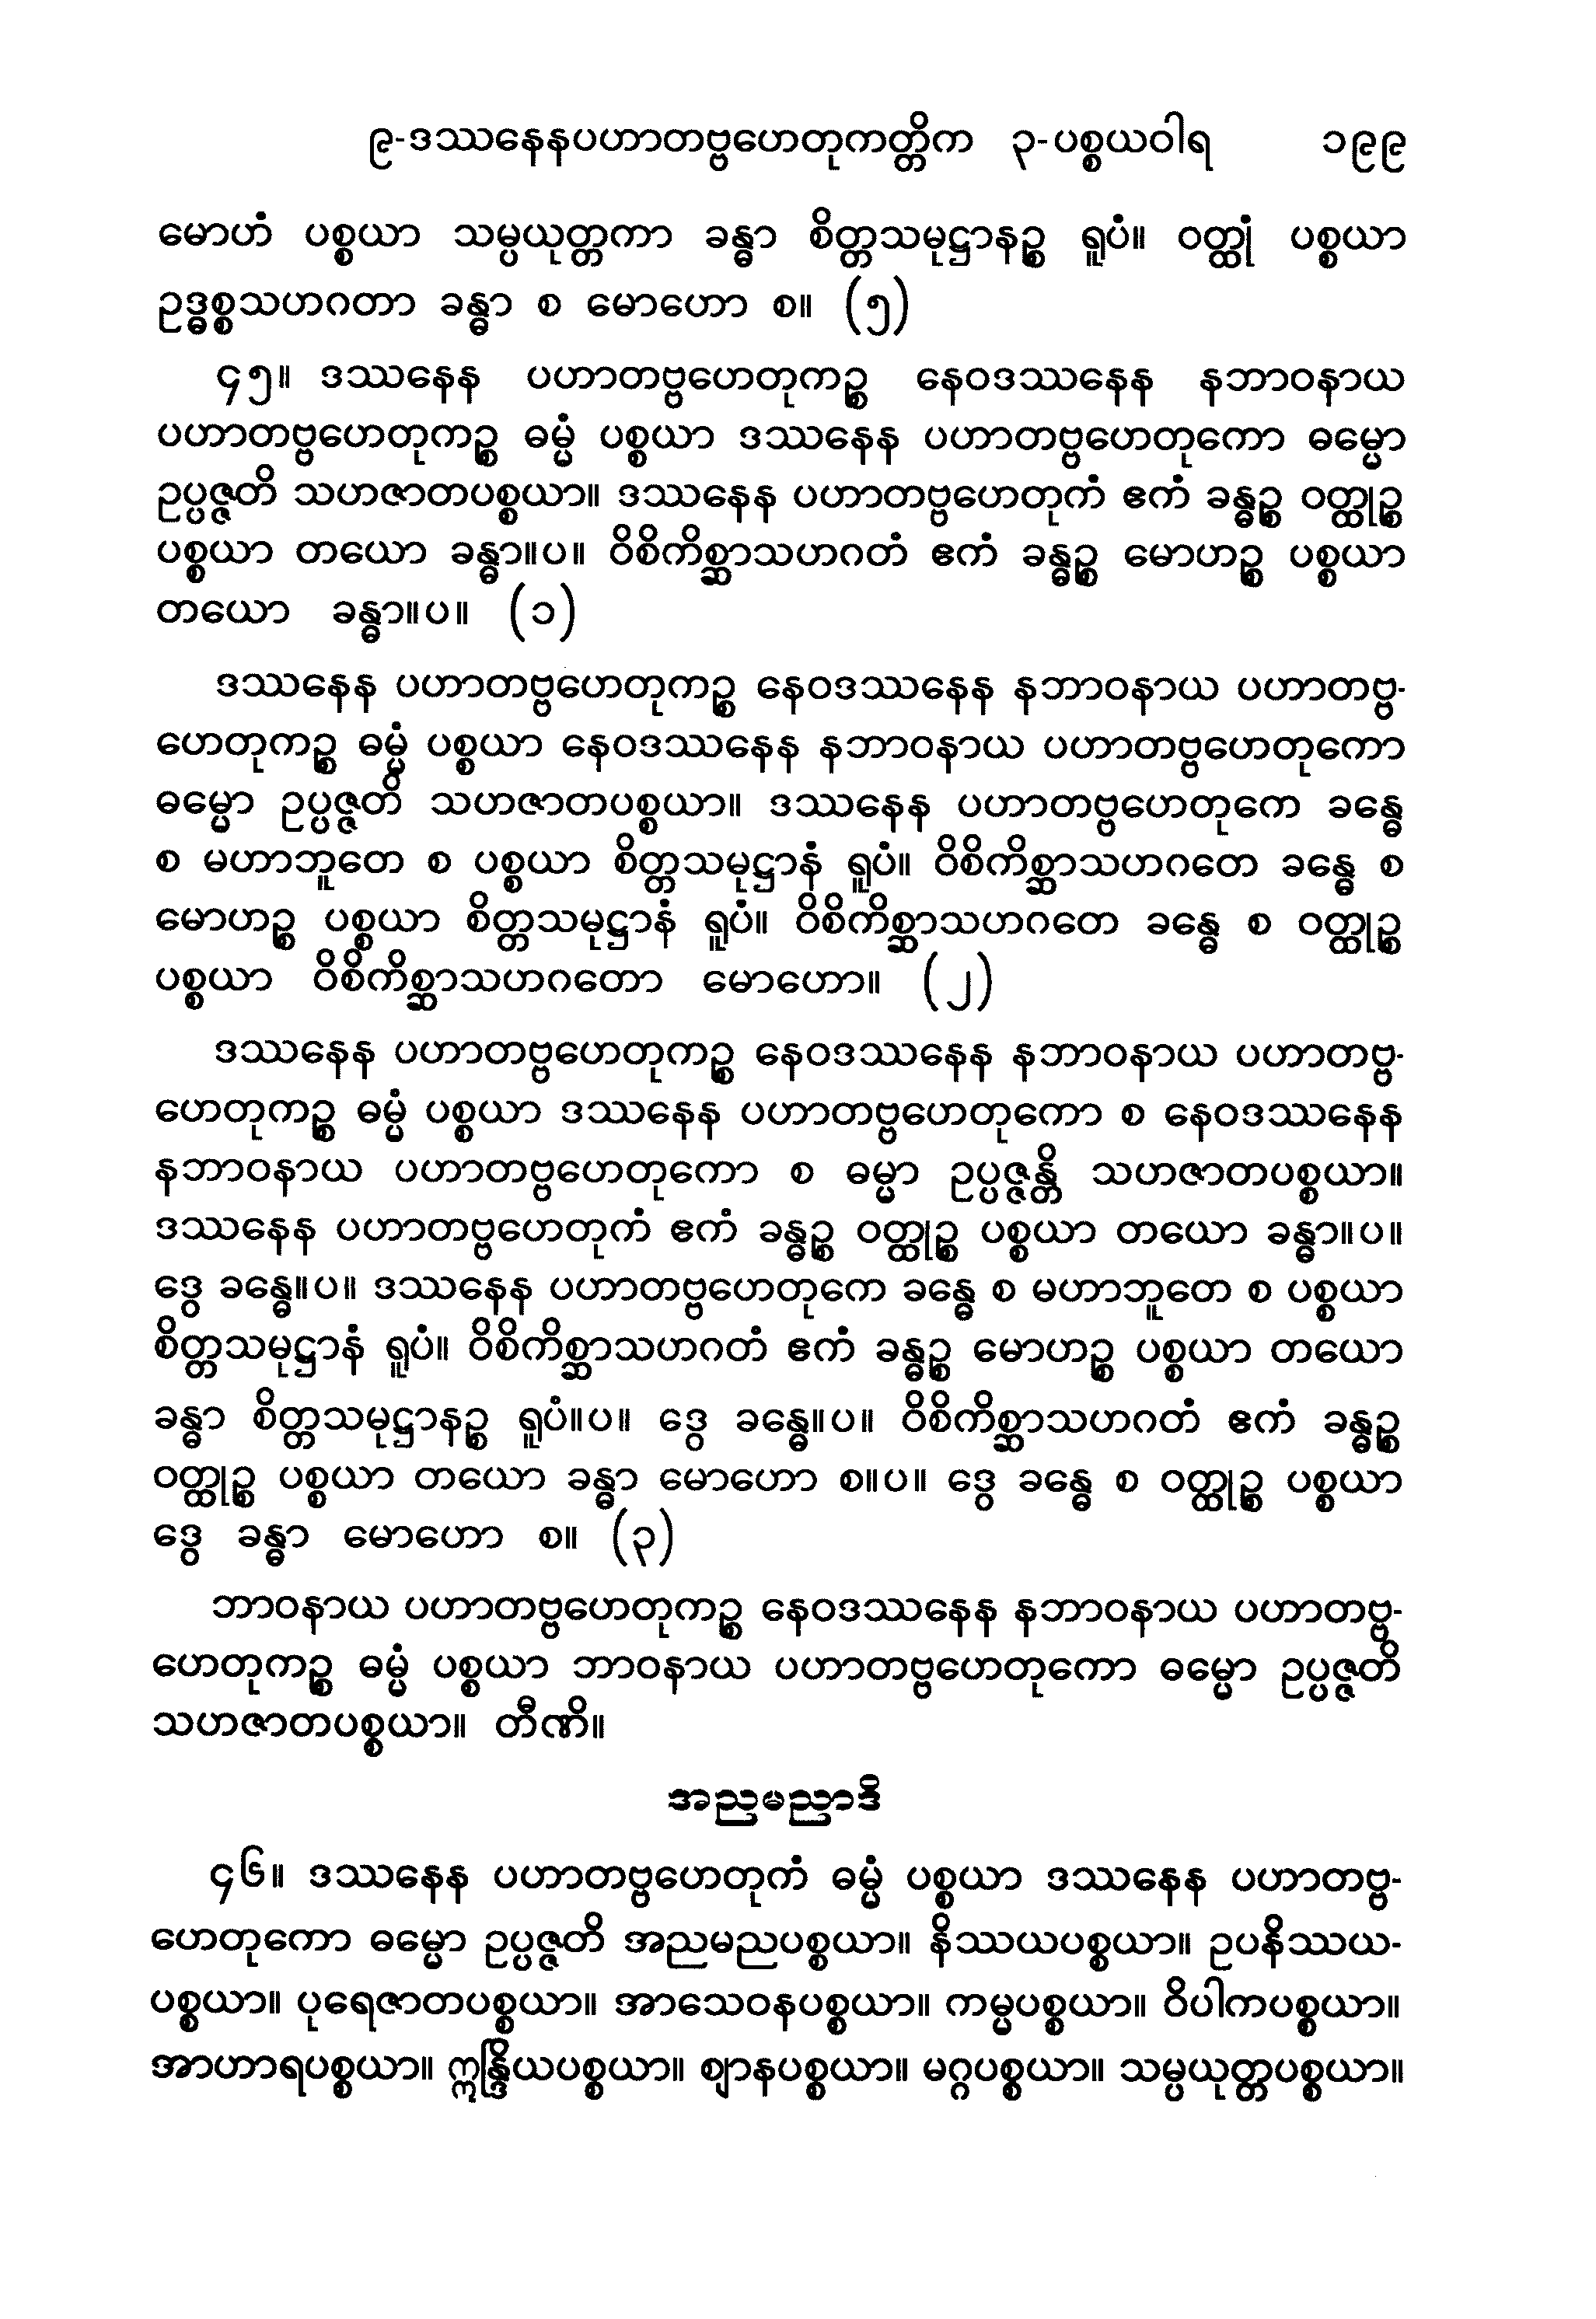 ၉-ဒဿနေနပဟာတဗ္ဗဟေတုကတ္တိက ၃-ပစ္စယဝါရ ၁၉၉
မောဟံ ပစ္စယာ သမ္ပယုတ္တကာ ခန္ဓာ စိတ္တသမုဋ္ဌာနဉ္စ ရူပံ။ ဝတ္ထုံ ပစ္စယာ
ဥဒ္ဓစ္စသဟဂတာ ခန္ဓာ စ မောဟော စ။ (၅)
၄၅။ ဒဿနေန ပဟာတဗ္ဗဟေတုကဉ္စ နေဝဒဿနေန နဘာဝနာယ
ပဟာတဗ္ဗဟေတုကဉ္စ ဓမ္မံ ပစ္စယာ ဒဿနေန ပဟာတဗ္ဗဟေတုကော ဓမ္မော
ဥပ္ပဇ္ဇတိ သဟဇာတပစ္စယာ။ ဒဿနေန ပဟာတဗ္ဗဟေတုကံ ဧကံ ခန္ဓဉ္စ ဝတ္ထုဉ္စ
ပစ္စယာ တယော ခန္ဓာ။ပ။ ဝိစိကိစ္ဆာသဟဂတံ ဧကံ ခန္ဓဉ္စ မောဟဉ္စ ပစ္စယာ
တယော ခန္ဓာ။ပ။ (၁)
ဒဿနေန ပဟာတဗ္ဗဟေတုကဉ္စ နေဝဒဿနေန နဘာဝနာယ ပဟာတဗ္ဗ-
ဟေတုကဉ္စ ဓမ္မံ ပစ္စယာ နေဝဒဿနေန နဘာဝနာယ ပဟာတဗ္ဗဟေတုကော
ဓမ္မော ဥပ္ပဇ္ဇတိ သဟဇာတပစ္စယာ။ ဒဿနေန ပဟာတဗ္ဗဟေတုကေ ခန္ဓေ
စ မဟာဘူတေ စ ပစ္စယာ စိတ္တသမုဋ္ဌာနံ ရူပံ။ ဝိစိကိစ္ဆာသဟဂတေ ခန္ဓေ စ
မောဟဉ္စ ပစ္စယာ စိတ္တသမုဋ္ဌာနံ ရူပံ။ ဝိစိကိစ္ဆာသဟဂတေ ခန္ဓေ စ ဝတ္ထုဉ္စ
ပစ္စယာ ဝိစိကိစ္ဆာသဟဂတော မောဟော။ (၂)
ဒဿနေန ပဟာတဗ္ဗဟေတုကဉ္စ နေဝဒဿနေန နဘာဝနာယ ပဟာတဗ္ဗ-
ဟေတုကဉ္စ ဓမ္မံ ပစ္စယာ ဒဿနေန ပဟာတဗ္ဗဟေတုကော စ နေဝဒဿနေန
နဘာဝနာယ ပဟာတဗ္ဗဟေတုကော စ ဓမ္မာ ဥပ္ပဇ္ဇန္တိ သဟဇာတပစ္စယာ။
ဒဿနေန ပဟာတဗ္ဗဟေတုကံ ဧကံ ခန္ဓဉ္စ ဝတ္ထုဉ္စ ပစ္စယာ တယော ခန္ဓာ။ပ။
ဒွေ ခန္ဓေ။ပ။ ဒဿနေန ပဟာတဗ္ဗဟေတုကေ ခန္ဓေ စ မဟာဘူတေ စ ပစ္စယာ
စိတ္တသမုဋ္ဌာနံ ရူပံ။ ဝိစိကိစ္ဆာသဟဂတံ ဧကံ ခန္ဓဉ္စ မောဟဉ္စ ပစ္စယာ တယော
ခန္ဓာ စိတ္တသမုဋ္ဌာနဉ္စ ရူပံ။ပ။ ဒွေ ခန္ဓေ။ပ။ ဝိစိကိစ္ဆာသဟဂတံ ဧကံ ခန္ဓဉ္စ
ဝတ္ထုဉ္စ ပစ္စယာ တယော ခန္ဓာ မောဟော စ။ပ။ ဒွေ ခန္ဓေ စ ဝတ္ထုဉ္စ ပစ္စယာ
ဒွေ ခန္ဓာ မောဟော စ။ (၃)
ဘာဝနာယ ပဟာတဗ္ဗဟေတုကဉ္စ နေဝဒဿနေန နဘာဝနာယ ပဟာတဗ္ဗ-
ဟေတုကဉ္စ ဓမ္မံ ပစ္စယာ ဘာဝနာယ ပဟာတဗ္ဗဟေတုကော ဓမ္မော ဥပ္ပဇ္ဇတိ
သဟဇာတပစ္စယာ။ တီဏိ။
အညမညာဒိ
၄၆။ ဒဿနေန ပဟာတဗ္ဗဟေတုကံ ဓမ္မံ ပစ္စယာ ဒဿနေန ပဟာတဗ္ဗ-
ဟေတုကော ဓမ္မော ဥပ္ပဇ္ဇတိ အညမညပစ္စယာ။ နိဿယပစ္စယာ။ ဥပနိဿယ-
ပစ္စယာ။ ပုရေဇာတပစ္စယာ။ အာသေဝနပစ္စယာ။ ကမ္မပစ္စယာ။ ဝိပါကပစ္စယာ။
အာဟာရပစ္စယာ။ ဣန္ဒြိယပစ္စယာ။ ဈာနပစ္စယာ။ မဂ္ဂပစ္စယာ။ သမ္ပယုတ္တပစ္စယာ။